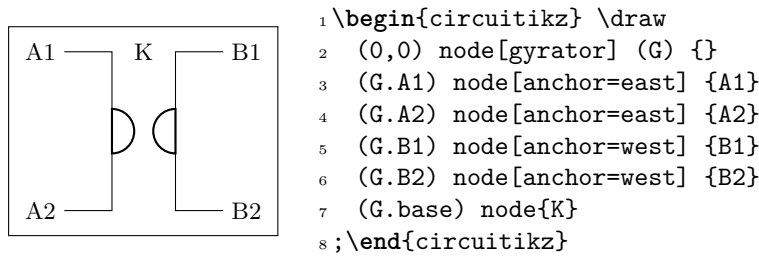 A1 K B1
A2 B2
1 \begin{circuitikz} \draw
2 (0,0) node[gyrator] (G) {}
3 (G.A1) node[anchor=east] {A1}
4 (G.A2) node[anchor=east] {A2}
5 (G.B1) node[anchor=west] {B1}
6 (G.B2) node[anchor=west] {B2}
7 (G.base) node{K}
8 ;\end{circuitikz}